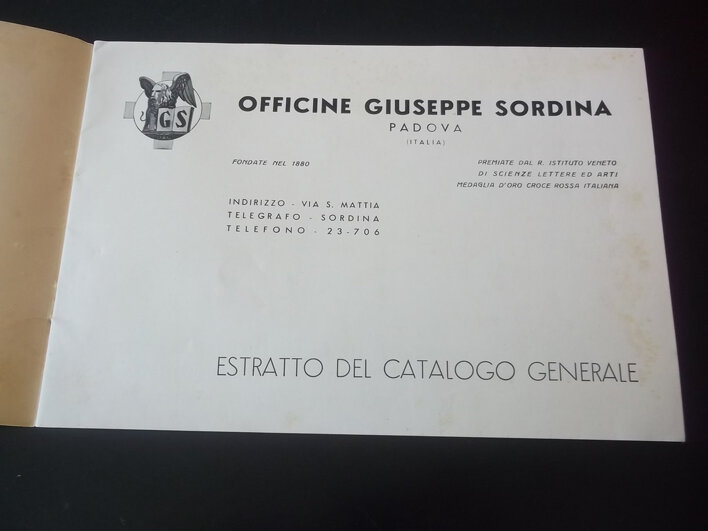 GS
OFFICINE GIUSEPPE SORDINA
PADOVA
(ITALIA)
FONDATE NEL 1880
PREMIATE DAL R. ISTITUTO VENETO
DI SCIENZE LETTERE ED ARTI
MEDAGLIA D'ORO CROCE ROSSA ITALIANA
INDIRIZZO - VIA S. MATTIA
TELEGRAFO - SORDINA
TELEFONO - 23-706
ESTRATTO DEL CATALOGO GENERALE